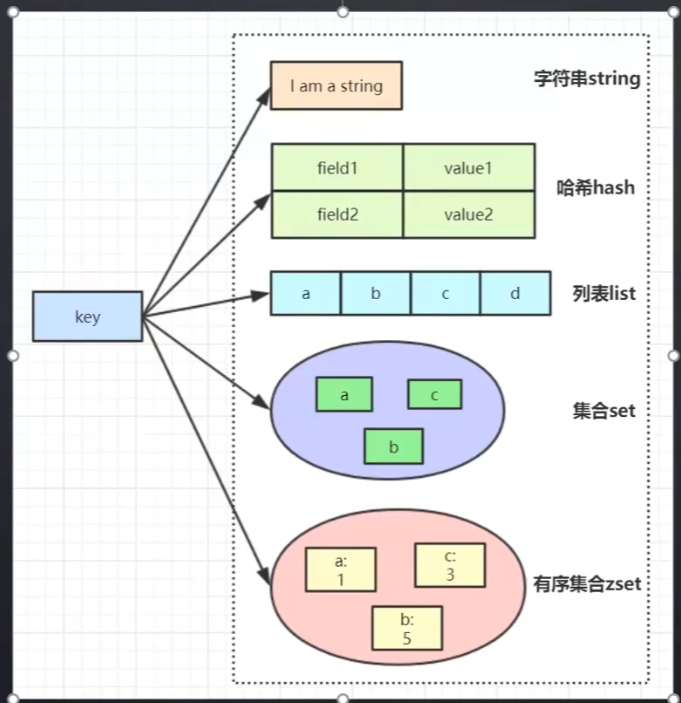 I am a string
字符串string
field1
value1
哈希hash
field2
value2
key
a
b
c
d
列表list
a
c
b
集合set
a:
1
c:
3
b:
5
有序集合zset